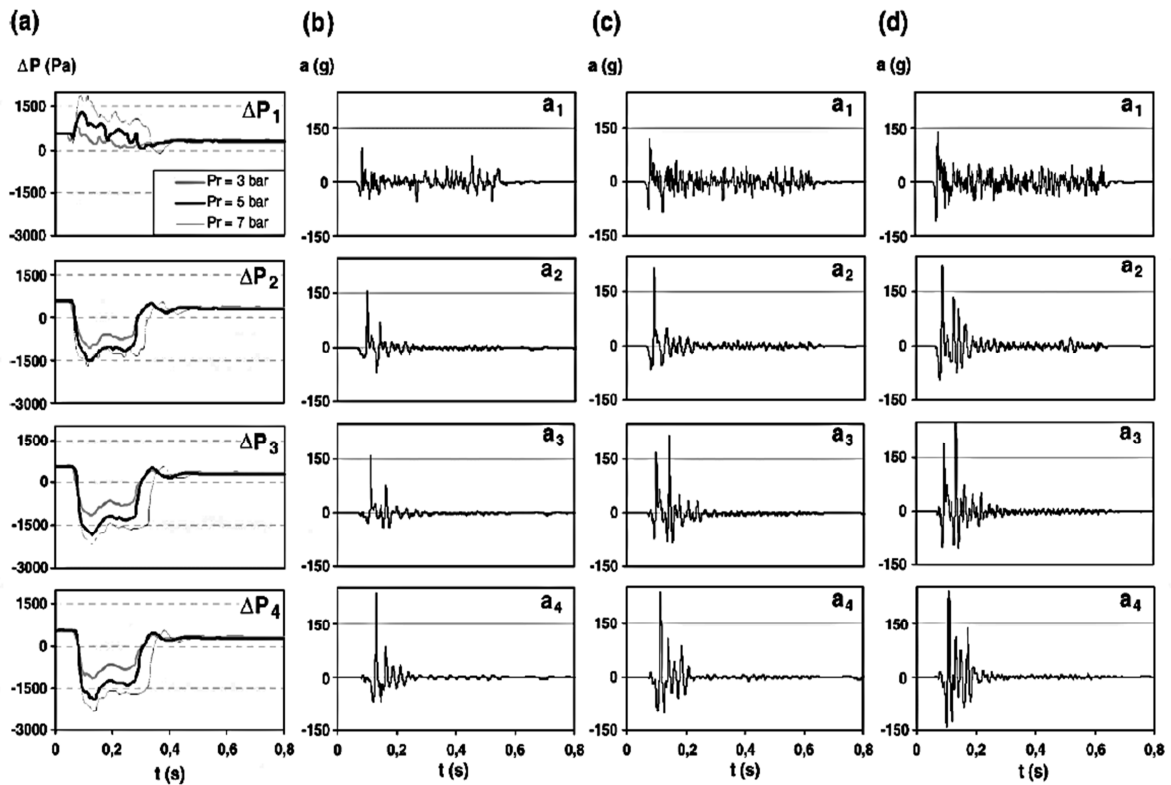 (a) (b) (c) (d)
ΔP (Pa) a (g) a (g) a (g)
1500 ΔP1 a1 a1 a1
150 150 150
0 0 0 0
Pr = 3 bar
-1500 Pr = 5 bar
Pr = 7 bar
-3000 -150 -150 -150
1500 ΔP2 a2 a2 a2
150 150 150
0 0 0 0
-1500
-3000 -150 -150 -150
1500 ΔP3 a3 a3 a3
150 150 150
0 0 0 0
-1500
-3000 -150 -150 -150
1500 ΔP4 a4 a4 a4
150 150 150
0 0 0 0
-1500
-3000 -150 -150 -150
0 0,2 0,4 0,6 0,8 0 0,2 0,4 0,6 0,8 0 0,2 0,4 0,6 0,8 0 0,2 0,4 0,6 0,8
t (s) t (s) t (s) t (s)